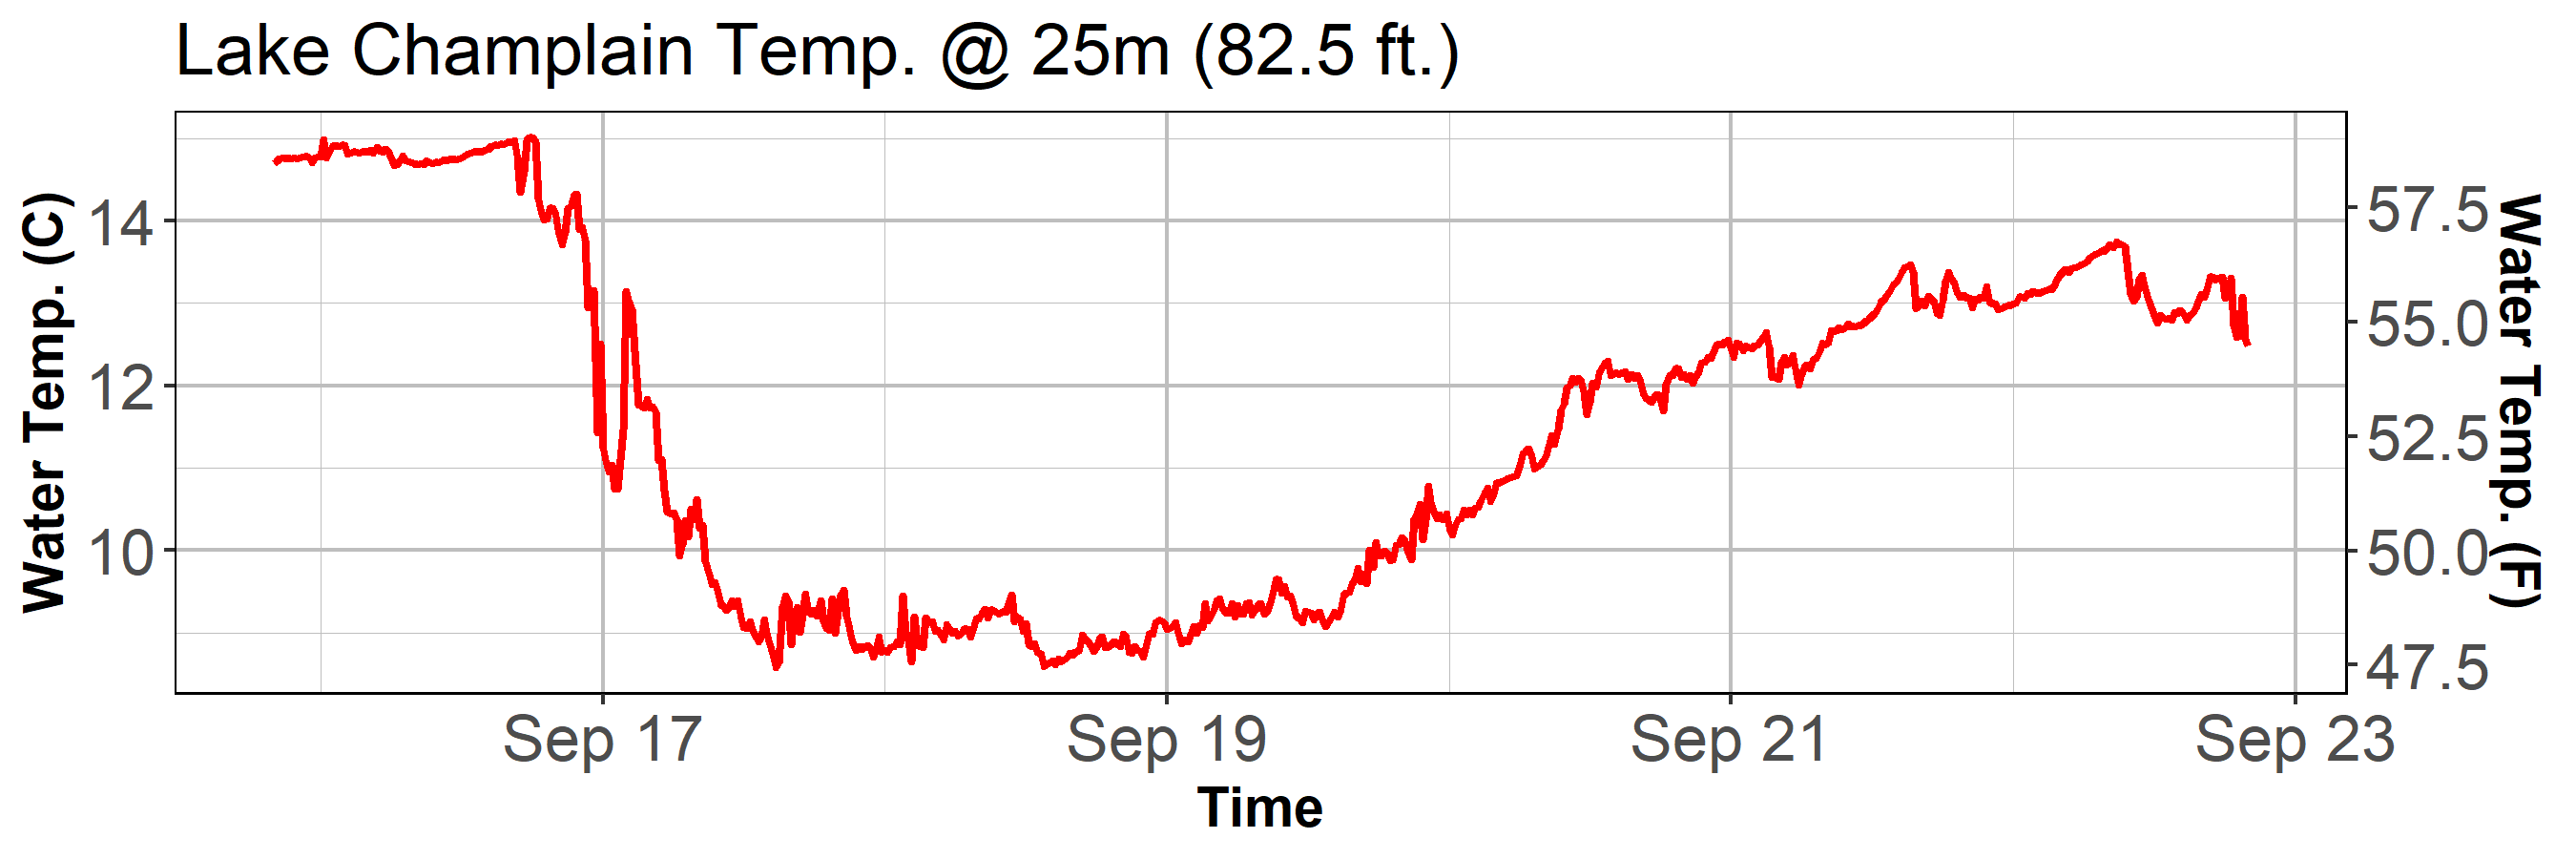 Lake Champlain Temp. @ 25m (82.5 ft.)
Water Temp. (C)
14
12
10
57.5
55.0
52.5
50.0
47.5
Water Temp. (F)
Sep 17
Sep 19
Sep 21
Sep 23
Time